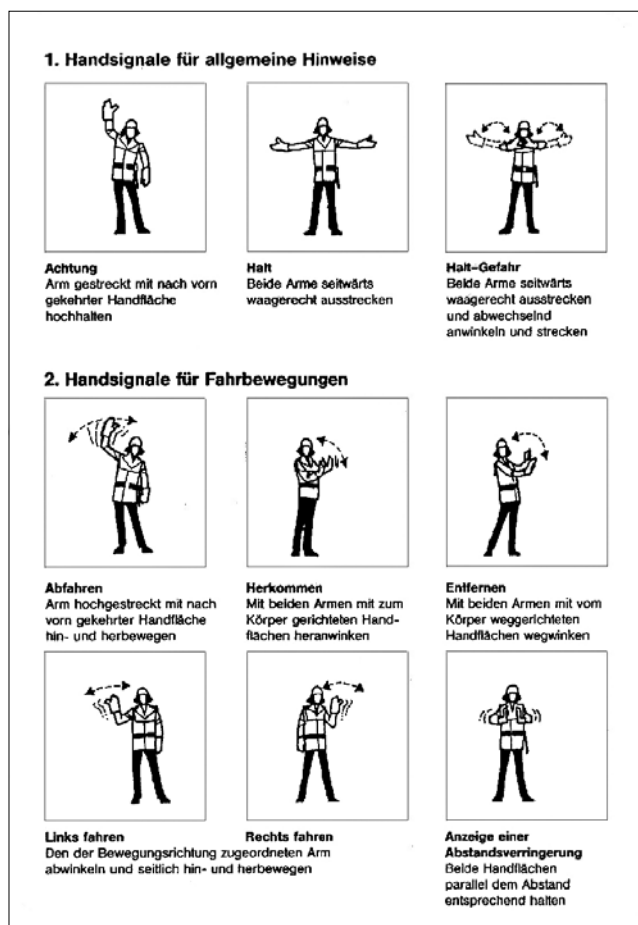 1. Handsignale für allgemeine Hinweise
Achtung
Arm gestreckt mit nach vorn
gekehrter Handfläche
hochhalten
Halt
Beide Arme seitwärts
waagerecht ausstrecken
Halt-Gefahr
Beide Arme seitwärts
waagerecht ausstrecken
und abwechselnd
anwinkeln und strecken
2. Handsignale für Fahrbewegungen
Abfahren
Arm hochgestreckt mit nach
vorn gekehrter Handfläche
hin- und herbewegen
Herkommen
Mit beiden Armen mit zum
Körper gerichteten Hand-
flächen heranwinken
Entfernen
Mit beiden Armen mit vom
Körper weggerichteten
Handflächen wegwinken
Links fahren
Rechts fahren
Den der Bewegungsrichtung zugeordneten Arm
abwinkeln und seitlich hin- und herbewegen
Anzeige einer
Abstandsverringerung
Beide Handflächen
parallel dem Abstand
entsprechend halten